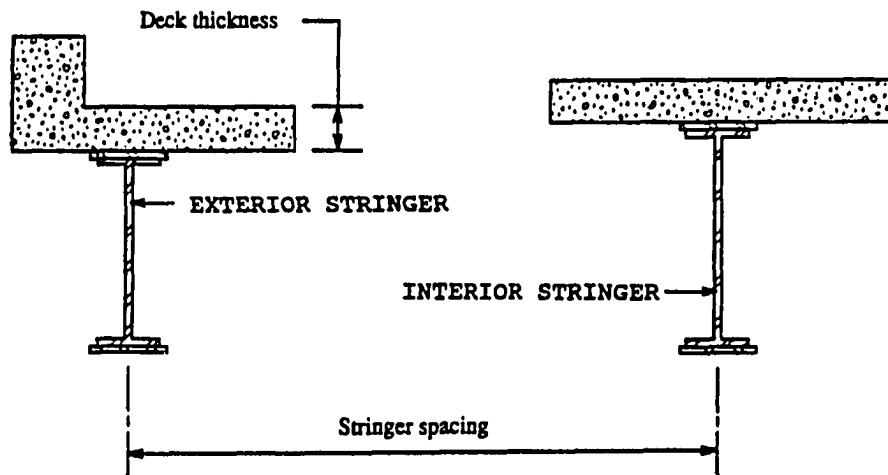 Deck thickness
EXTERIOR STRINGER
INTERIOR STRINGER
Stringer spacing